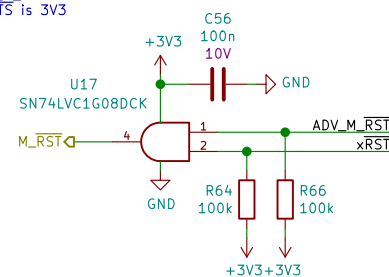 TS is 3V3
C56
100n
10V
+3V3
GND
U17
SN74LVC1G08DCK
M_RST
4
1
2
ADV_M_RST
xRST
GND
R64
100k
R66
100k
+3V3
+3V3